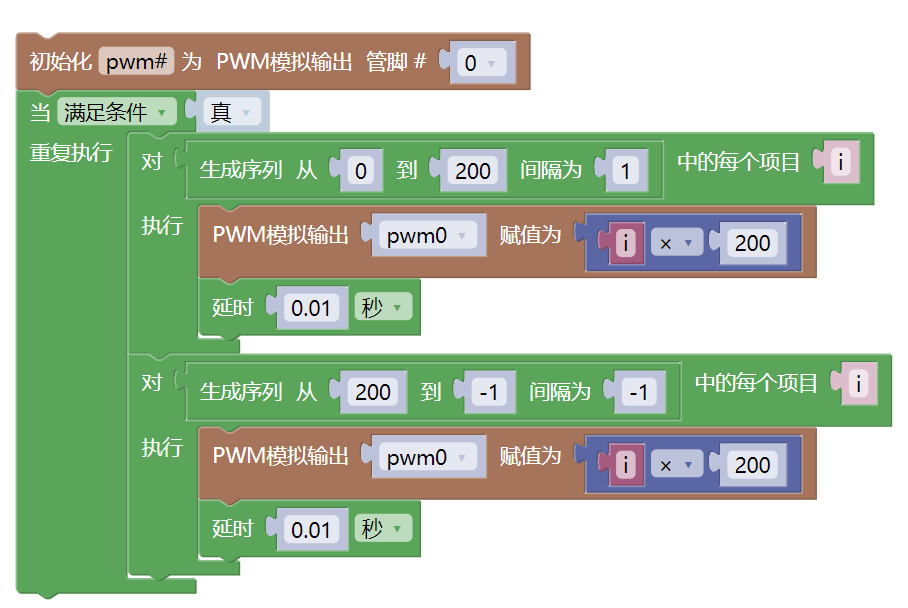 初始化 pwm# 为 PWM模拟输出 管脚 # 0
当 满足条件 真
重复执行
对 生成序列 从 0 到 200 间隔为 1 中的每个项目 i
执行 PWM模拟输出 pwm0 赋值为 i × 200
延时 0.01 秒
对 生成序列 从 200 到 -1 间隔为 -1 中的每个项目 i
执行 PWM模拟输出 pwm0 赋值为 i × 200
延时 0.01 秒